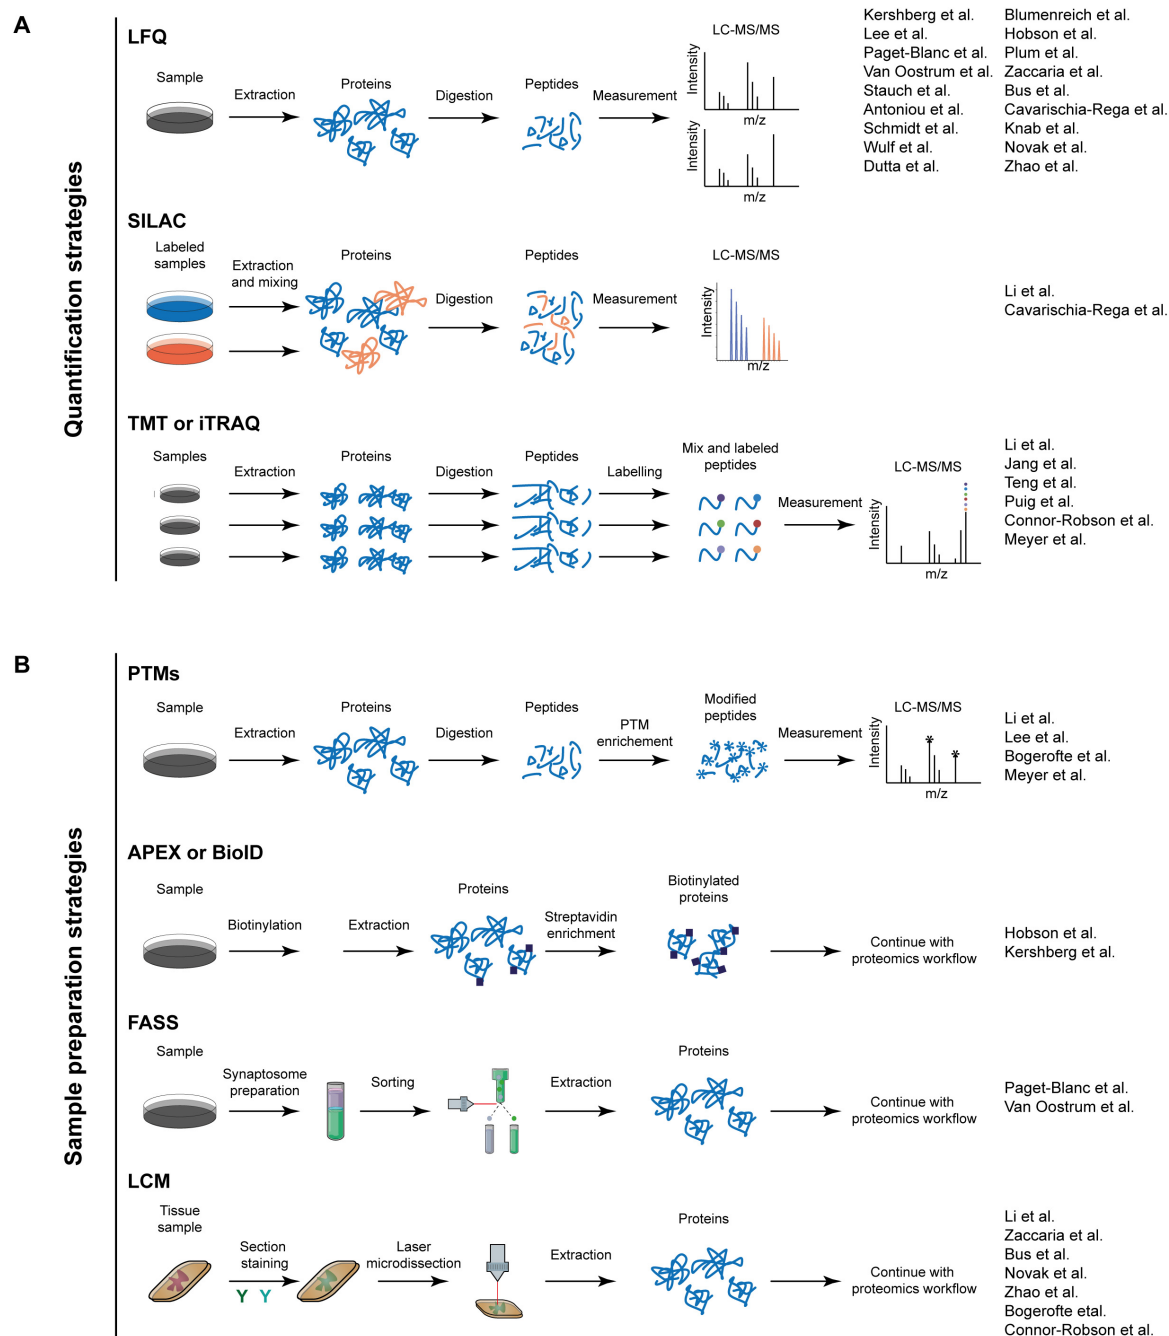 A
Quantification strategies
LFQ
Sample
Extraction
Proteins
Digestion
Peptides
Measurement
LC-MS/MS
Intensity
m/z
Intensity
m/z
Kershberg et al.
Lee et al.
Paget-Blanc et al.
Van Oostrum et al.
Stauch et al.
Antoniou et al.
Schmidt et al.
Wulf et al.
Dutta et al.
Blumenreich et al.
Hobson et al.
Plum et al.
Zaccaria et al.
Bus et al.
Cavarischia-Rega et al.
Knab et al.
Novak et al.
Zhao et al.
SILAC
Labeled
samples
Extraction
and mixing
Proteins
Digestion
Peptides
Measurement
LC-MS/MS
Intensity
m/z
Li et al.
Cavarischia-Rega et al.
TMT or iTRAQ
Samples
Extraction
Proteins
Digestion
Peptides
Labelling
Mix and labeled
peptides
Measurement
LC-MS/MS
Intensity
m/z
Li et al.
Jang et al.
Teng et al.
Puig et al.
Connor-Robson et al.
Meyer et al.
B
Sample preparation strategies
PTMs
Sample
Extraction
Proteins
Digestion
Peptides
PTM
enrichement
Modified
peptides
Measurement
LC-MS/MS
Intensity
* *
m/z
Li et al.
Lee et al.
Bogerofte et al.
Meyer et al.
APEX or BioID
Sample
Biotinylation
Extraction
Proteins
Streptavidin
enrichment
Biotinylated
proteins
Continue with
proteomics workflow
Hobson et al.
Kershberg et al.
FASS
Sample
Synaptosome
preparation
Sorting
Extraction
Proteins
Continue with
proteomics workflow
Paget-Blanc et al.
Van Oostrum et al.
LCM
Tissue
sample
Section
staining
Y Y
Laser
microdissection
Extraction
Proteins
Continue with
proteomics workflow
Li et al.
Zaccaria et al.
Bus et al.
Novak et al.
Zhao et al.
Bogerofte etal.
Connor-Robson et al.